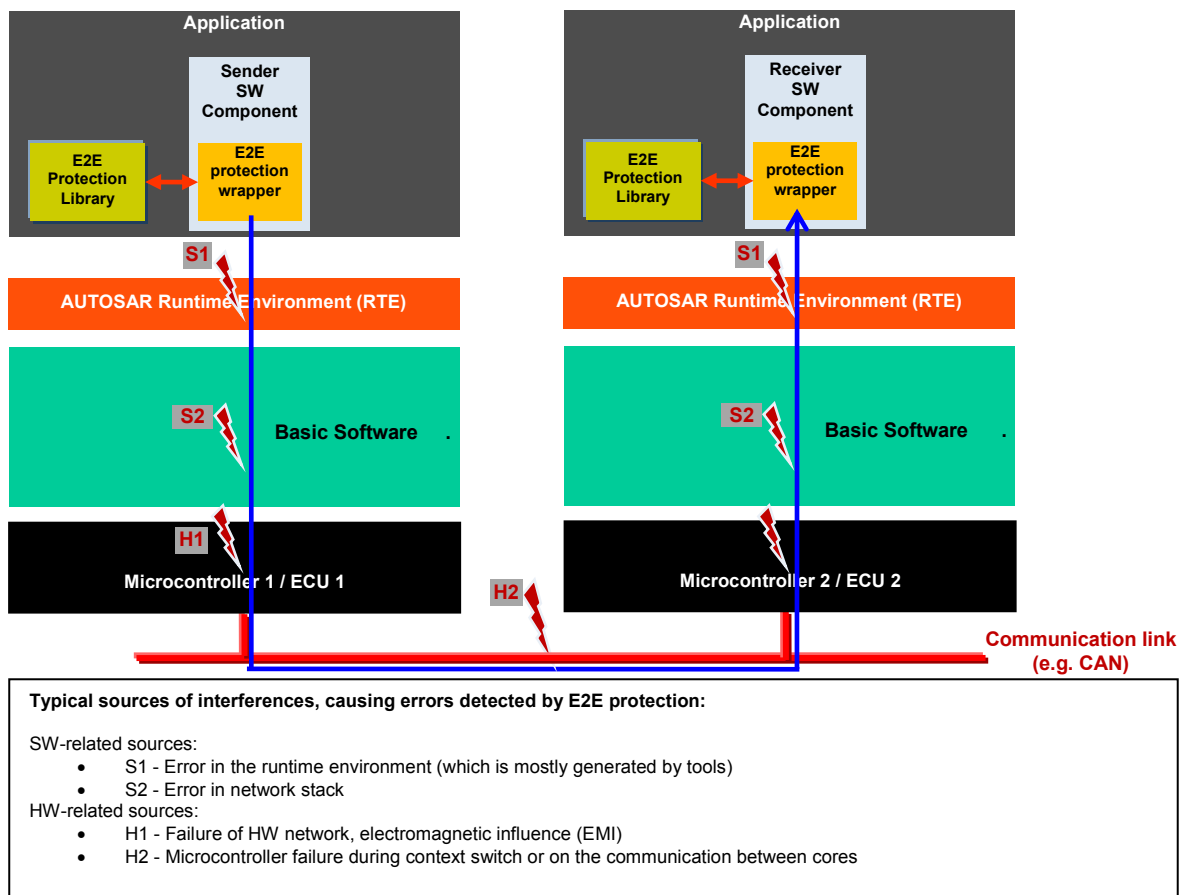 Application
Sender
SW
Component
E2E
Protection
Library
E2E
protection
wrapper
S1
AUTOSAR Runtime Environment (RTE)
S2
Basic Software .
H1
Microcontroller 1 / ECU 1
Application
Receiver
SW
Component
E2E
Protection
Library
E2E
protection
wrapper
S1
AUTOSAR Runtime Environment (RTE)
S2
Basic Software .
Microcontroller 2 / ECU 2
H2
Communication link
(e.g. CAN)
Typical sources of interferences, causing errors detected by E2E protection:
SW-related sources:
• S1 - Error in the runtime environment (which is mostly generated by tools)
• S2 - Error in network stack
HW-related sources:
• H1 - Failure of HW network, electromagnetic influence (EMI)
• H2 - Microcontroller failure during context switch or on the communication between cores